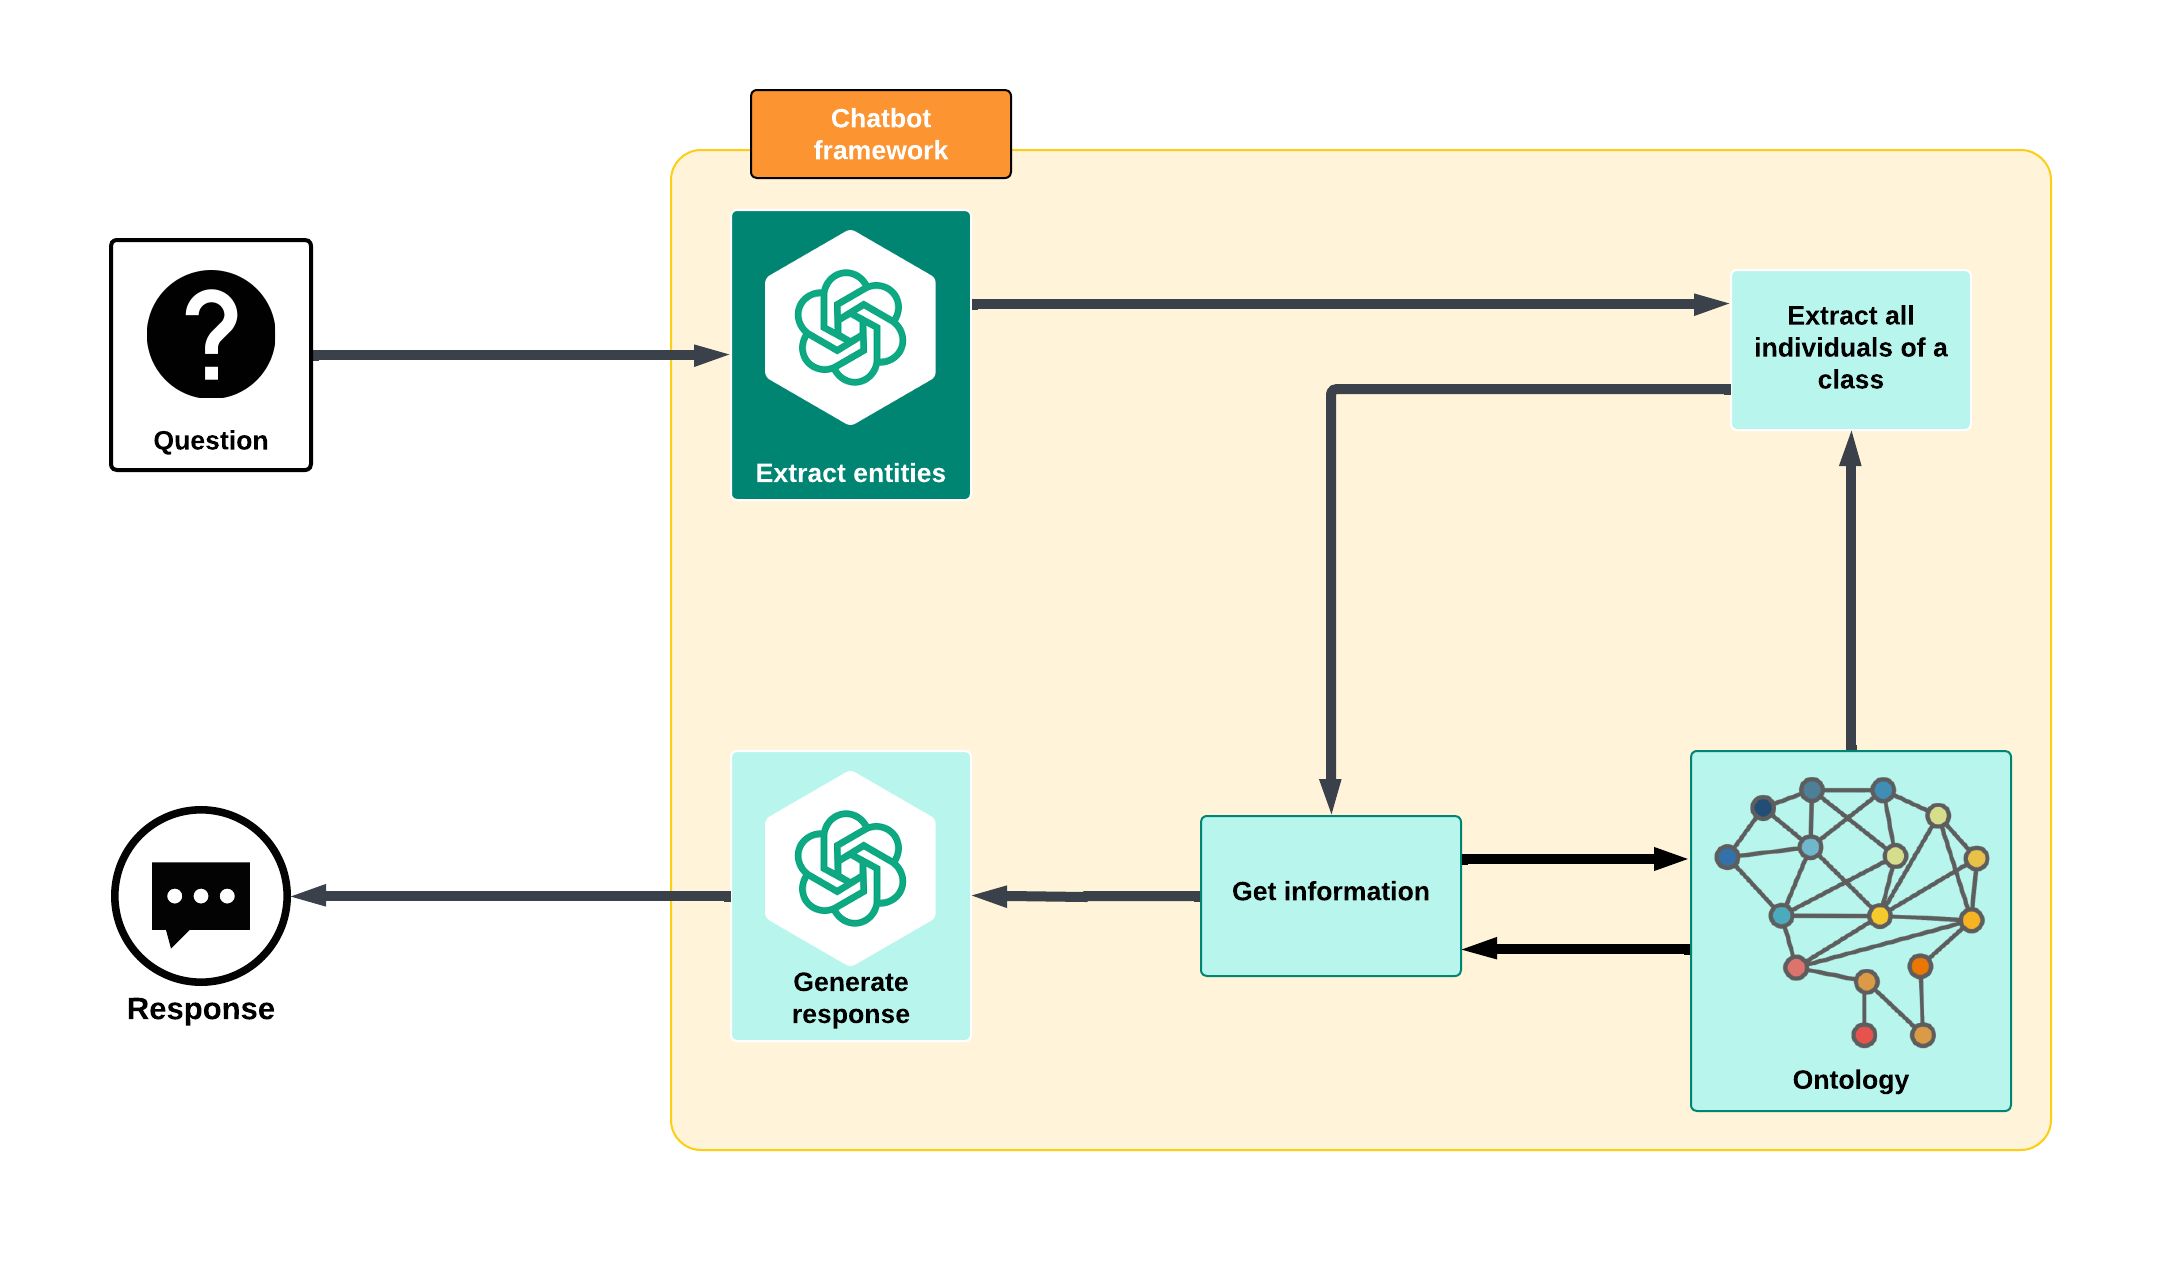 Chatbot
framework
Question
Extract entities
Extract all
individuals of a
class
Get information
Generate
response
Response
Ontology